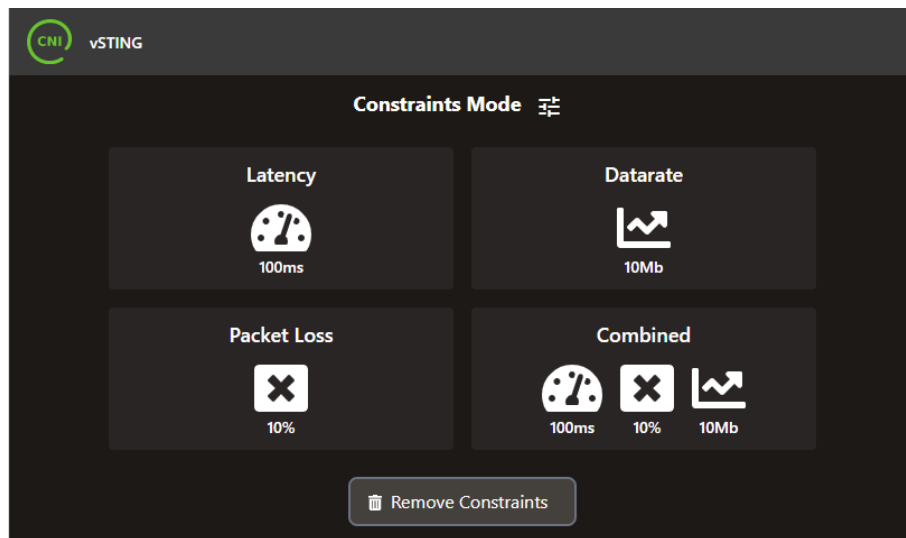 CNI
vSTING
Constraints Mode
Latency
100ms
Datarate
10Mb
Packet Loss
10%
Combined
100ms 10% 10Mb
Remove Constraints